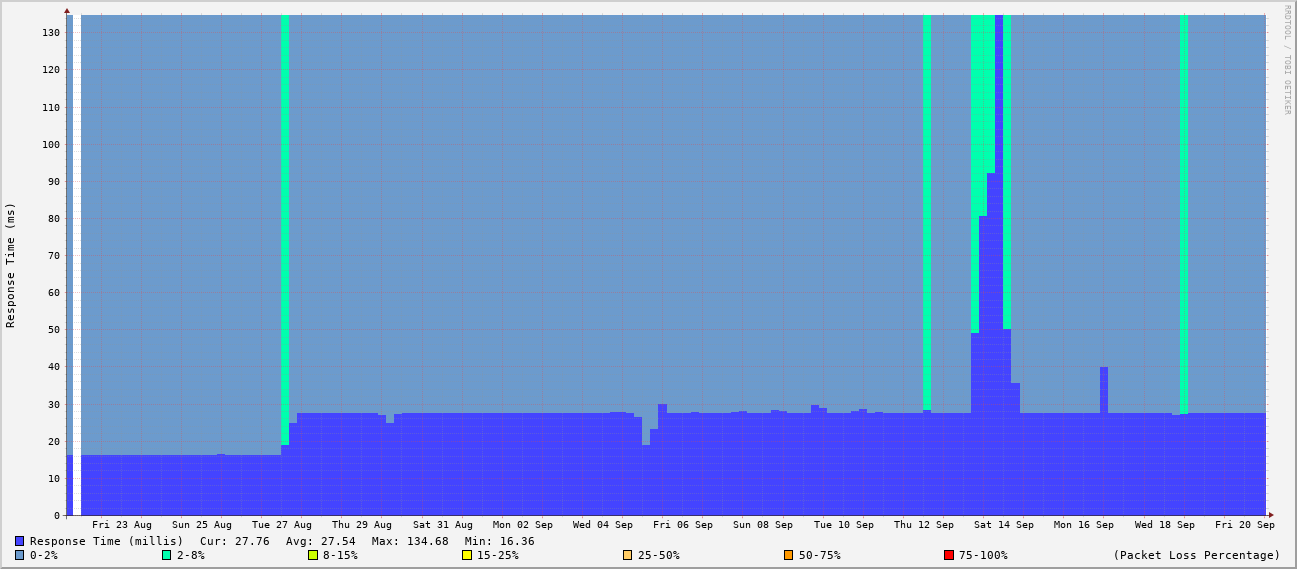 RRDTOOL / TOBI OETIKER
Response Time (ms)
130
120
110
100
90
80
70
60
50
40
30
20
10
0
Fri 23 Aug Sun 25 Aug Tue 27 Aug Thu 29 Aug Sat 31 Aug Mon 02 Sep Wed 04 Sep Fri 06 Sep Sun 08 Sep Tue 10 Sep Thu 12 Sep Sat 14 Sep Mon 16 Sep Wed 18 Sep Fri 20 Sep
Response Time (millis) Cur: 27.76 Avg: 27.54 Max: 134.68 Min: 16.36
0-2% 2-8% 8-15% 15-25% 25-50% 50-75% 75-100% (Packet Loss Percentage)